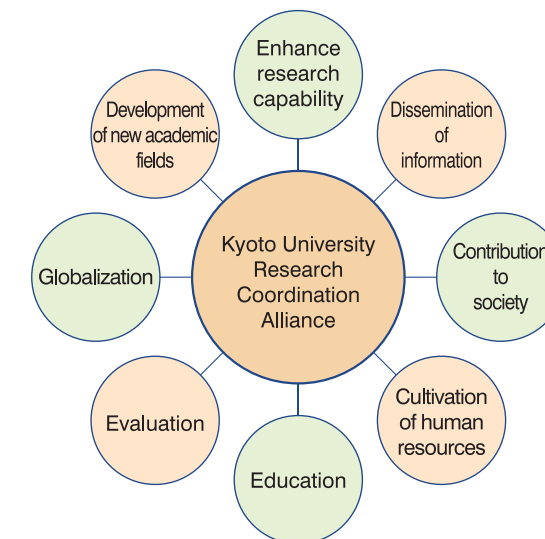 Enhance
research
capability
Development
of new academic
fields
Dissemination
of
information
Kyoto University
Research
Coordination
Alliance
Globalization
Contribution
to
society
Evaluation
Cultivation
of human
resources
Education